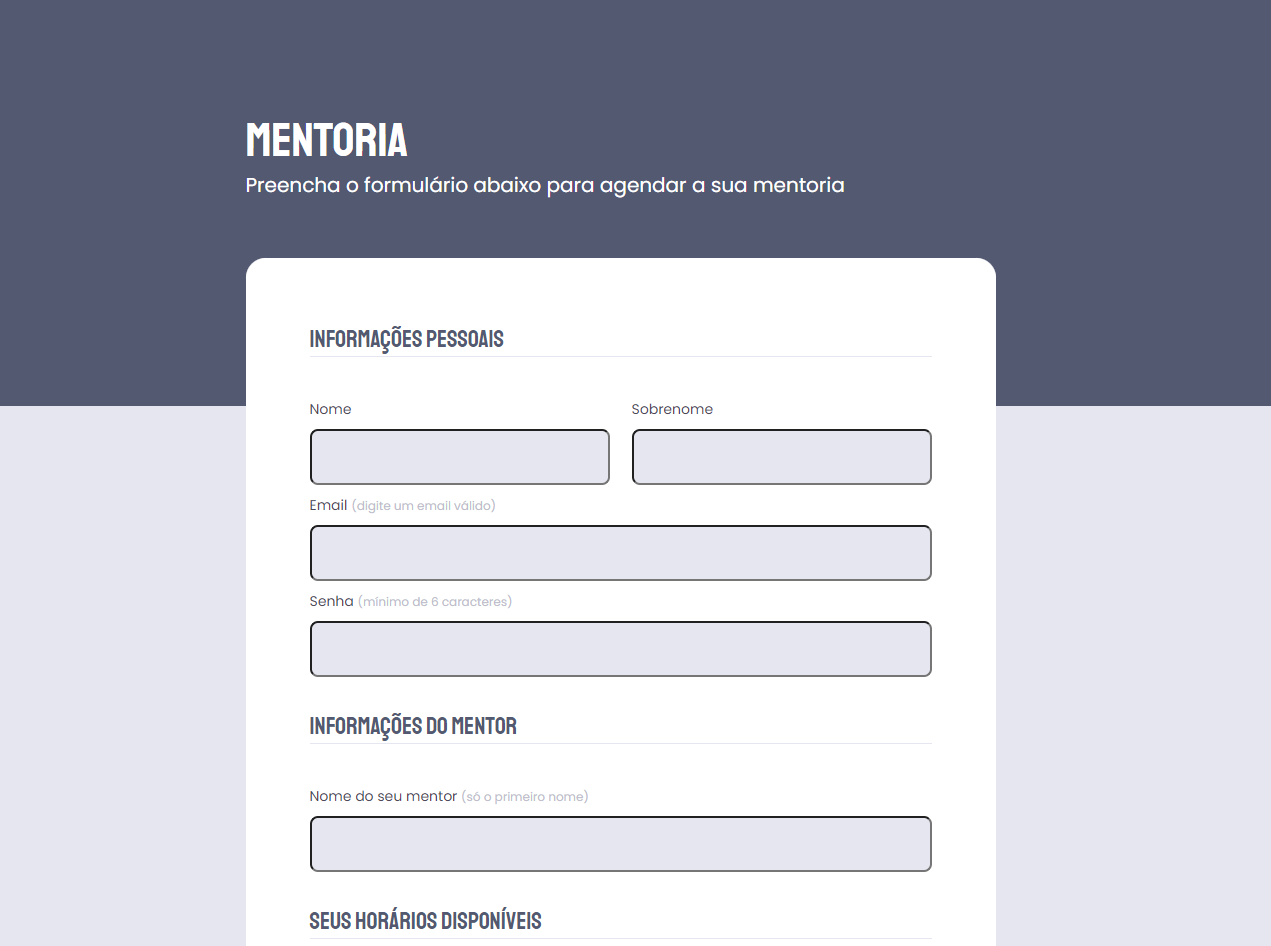 MENTORIA
Preencha o formulário abaixo para agendar a sua mentoria
INFORMAÇÕES PESSOAIS
Nome Sobrenome
Email (digite um email válido)
Senha (mínimo de 6 caracteres)
INFORMAÇÕES DO MENTOR
Nome do seu mentor (só o primeiro nome)
SEUS HORÁRIOS DISPONÍVEIS